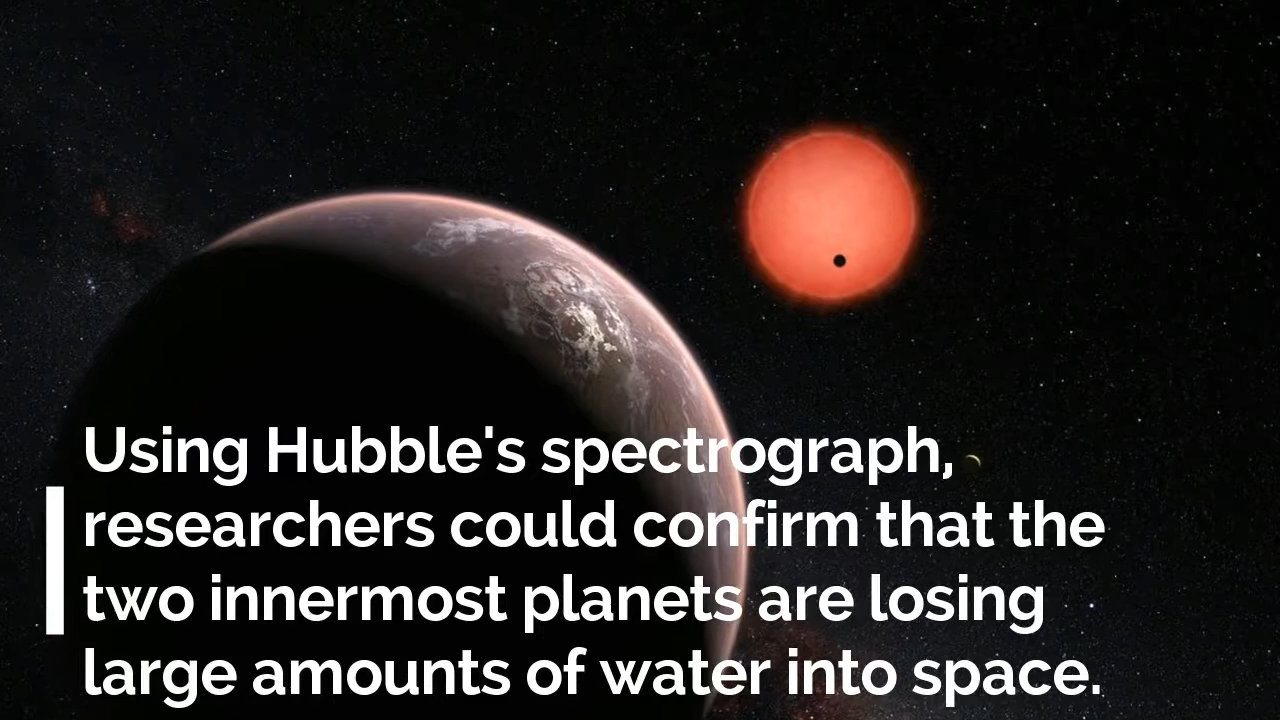 Using Hubble's spectrograph,
researchers could confirm that the
two innermost planets are losing
large amounts of water into space.